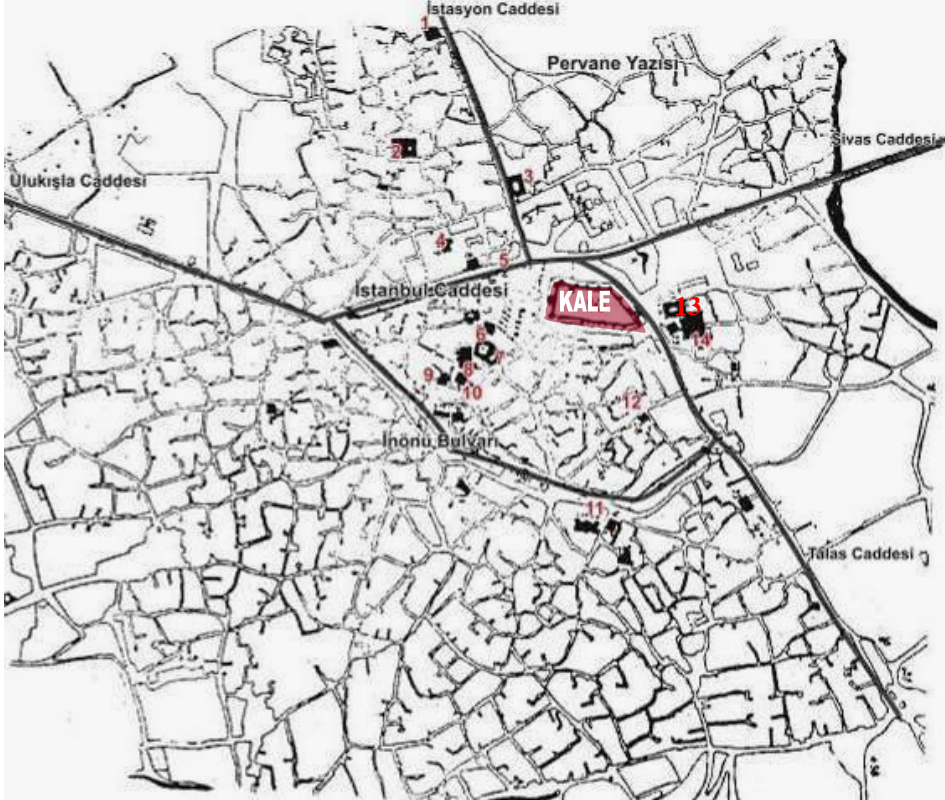 İstasyon Caddesi
1
Pervane Yazısı
Sivas Caddesi
2
3
Ulukışla Caddesi
4
5
İstanbul Caddesi
KALE
13
14
6
7
8
9
10
12
İnönü Bulvarı
11
Talas Caddesi